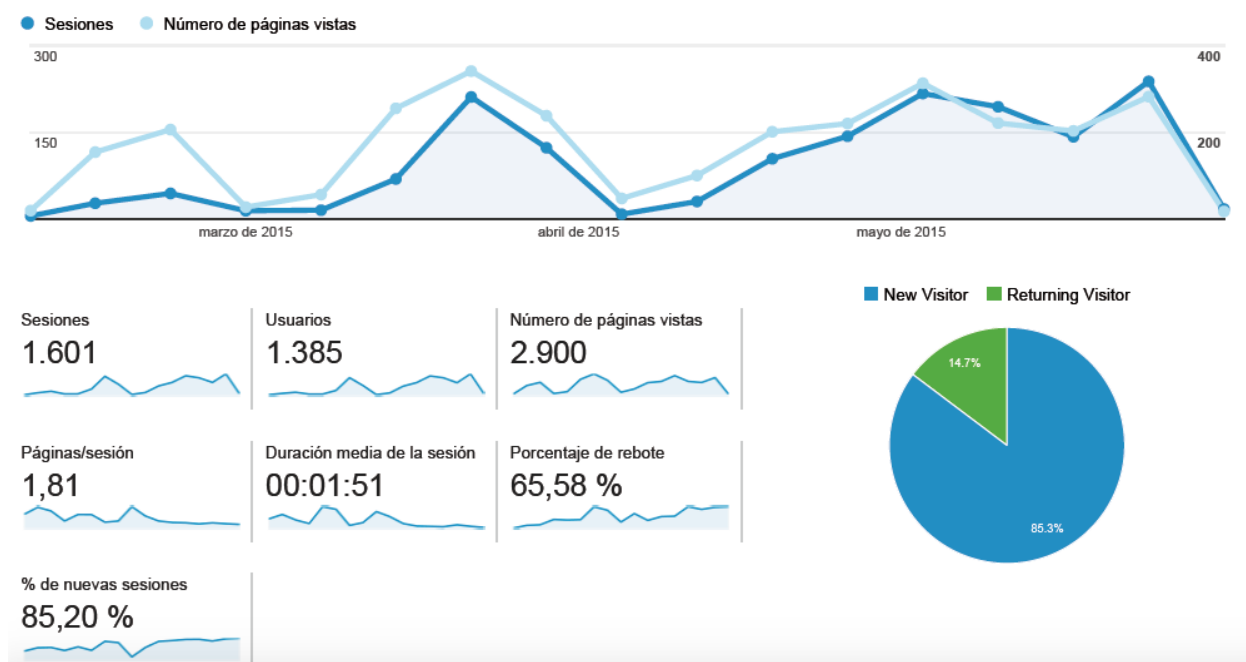 Sesiones Número de páginas vistas
300 400
150 200
marzo de 2015 abril de 2015 mayo de 2015
New Visitor Returning Visitor
Sesiones Usuarios Número de páginas vistas
1.601 1.385 2.900
14.7%
Páginas/sesión Duración media de la sesión Porcentaje de rebote
1,81 00:01:51 65,58 %
85.3%
% de nuevas sesiones
85,20 %